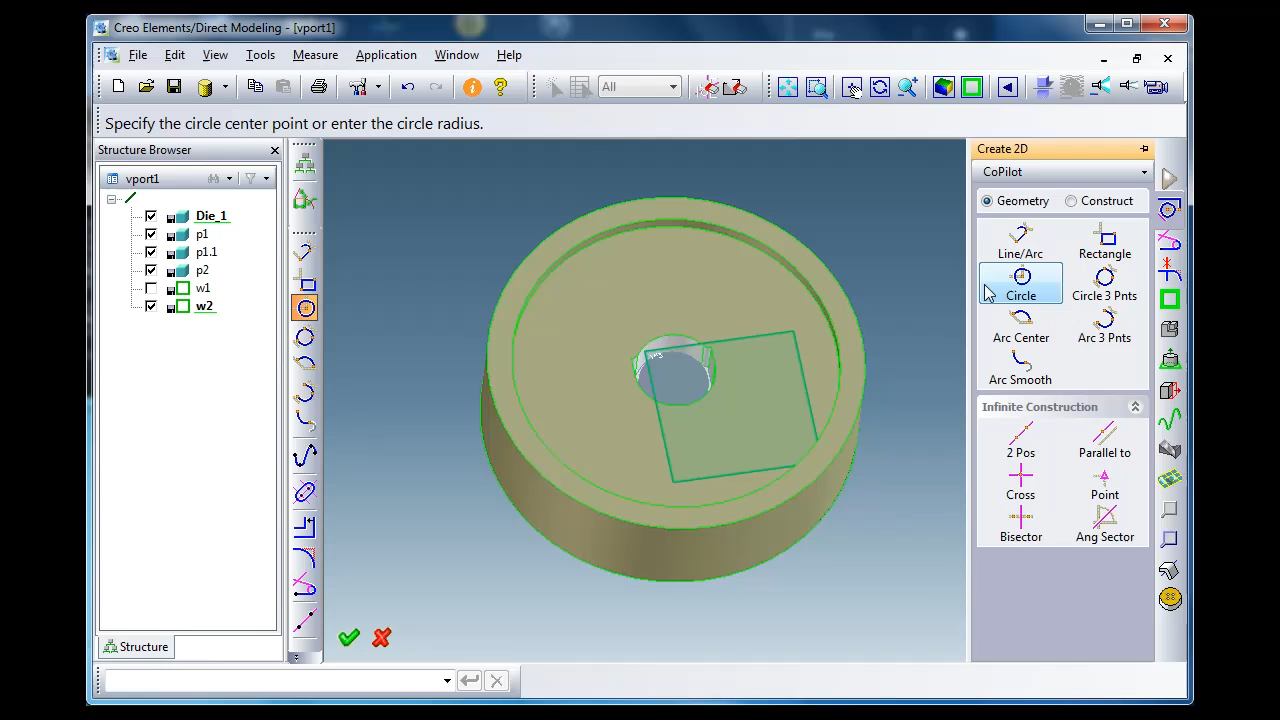 Creo Elements/Direct Modeling - [vport1]
File Edit View Tools Measure Application Window Help
All
Specify the circle center point or enter the circle radius.
Structure Browser
vport1
Die_1
p1
p1.1
p2
w1
w2
Structure
Create 2D
CoPilot
Geometry Construct
Line/Arc Rectangle
Circle Circle 3 Pnts
Arc Center Arc 3 Pnts
Arc Smooth
Infinite Construction
2 Pos Parallel to
Cross Point
Bisector Ang Sector